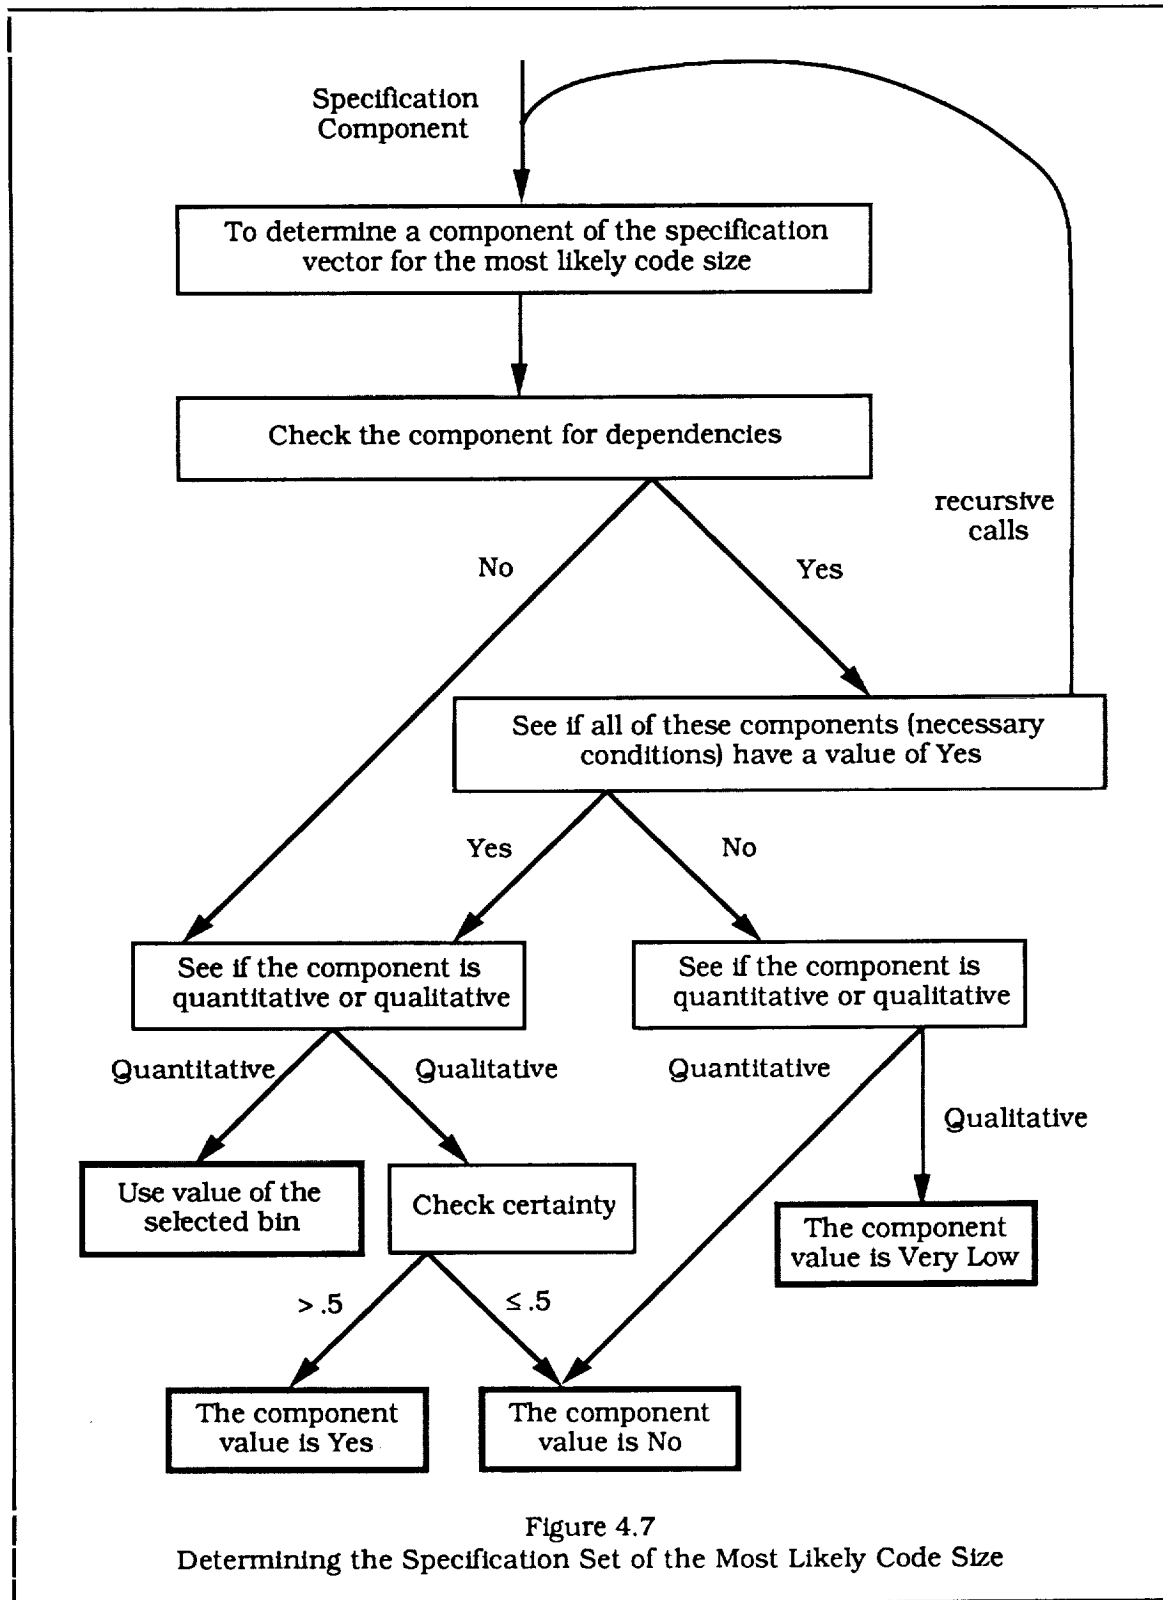 Specification
Component
To determine a component of the specification
vector for the most likely code size
Check the component for dependencies
recursive
calls
No
Yes
See if all of these components (necessary
conditions) have a value of Yes
Yes
No
See if the component is
quantitative or qualitative
See if the component is
quantitative or qualitative
Quantitative
Qualitative
Quantitative
Qualitative
Use value of the
selected bin
Check certainty
The component
value is Very Low
> .5
≤ .5
The component
value is Yes
The component
value is No
Figure 4.7
Determining the Specification Set of the Most Likely Code Size